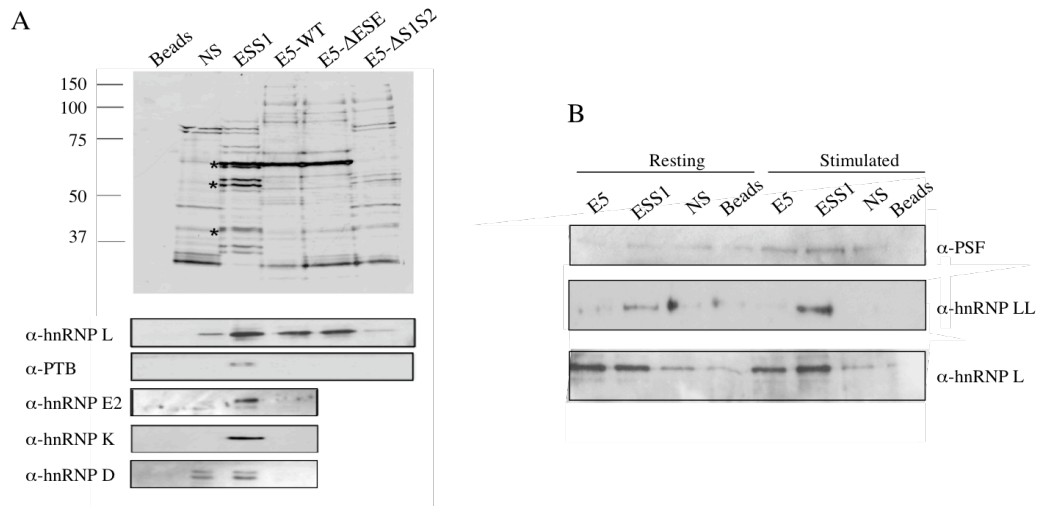 A
Beads NS ESS1 E5-WT E5-ΔESE E5-ΔS1S2
150
100
75
*
*
50
*
37
α-hnRNP L
α-PTB
α-hnRNP E2
α-hnRNP K
α-hnRNP D
B
Resting Stimulated
E5 ESS1 NS Beads E5 ESS1 NS Beads
α-PSF
α-hnRNP LL
α-hnRNP L